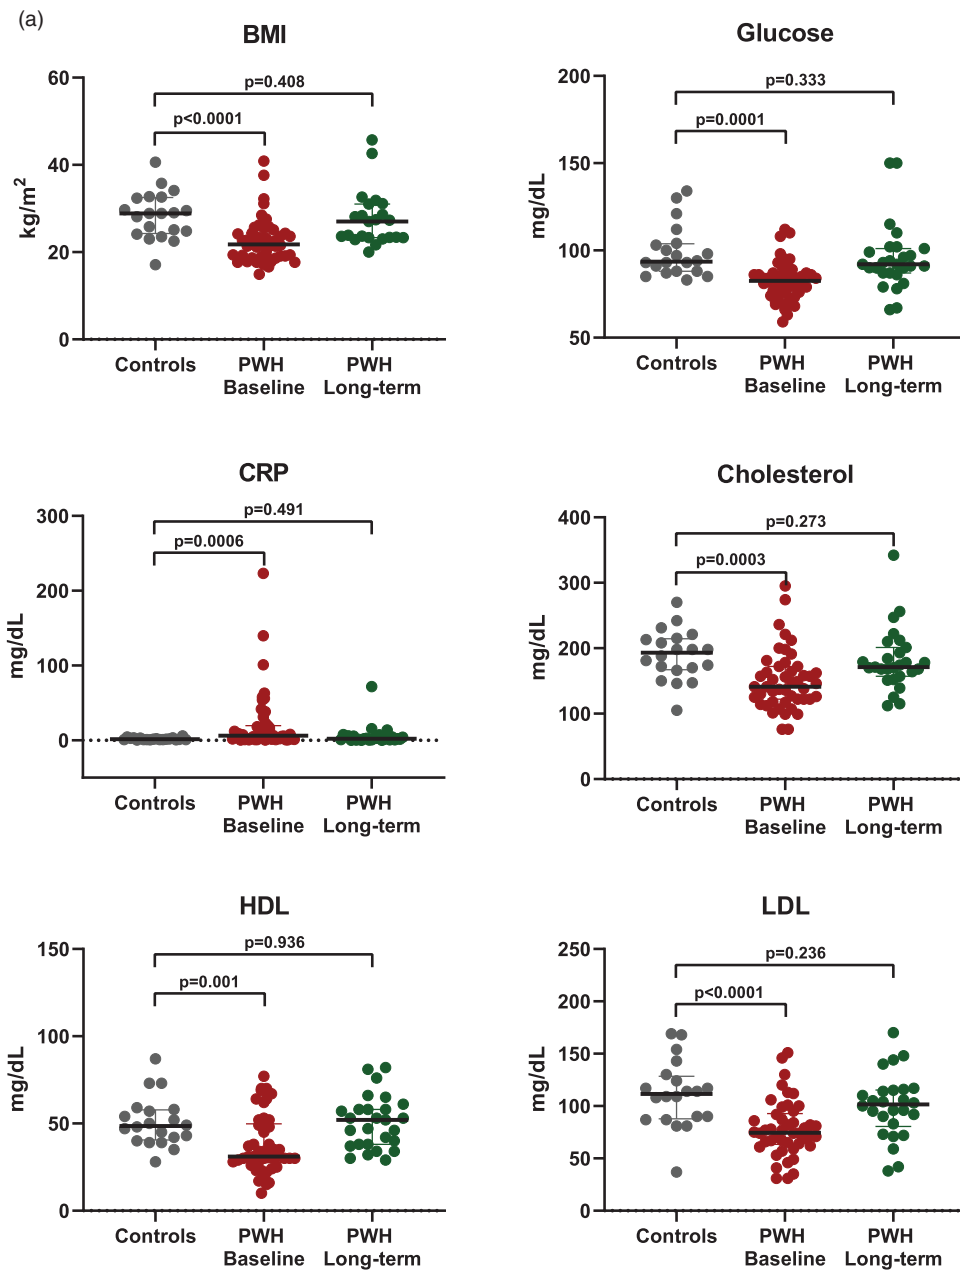 (a)
BMI
60
40
20
0
kg/m²
p=0.408
p<0.0001
Controls
PWH
Baseline
PWH
Long-term
Glucose
200
150
100
50
mg/dL
p=0.333
p=0.0001
Controls
PWH
Baseline
PWH
Long-term
CRP
300
200
100
0
mg/dL
p=0.491
p=0.0006
Controls
PWH
Baseline
PWH
Long-term
Cholesterol
400
300
200
100
0
mg/dL
p=0.273
p=0.0003
Controls
PWH
Baseline
PWH
Long-term
HDL
150
100
50
0
mg/dL
p=0.936
p=0.001
Controls
PWH
Baseline
PWH
Long-term
LDL
250
200
150
100
50
0
mg/dL
p=0.236
p<0.0001
Controls
PWH
Baseline
PWH
Long-term